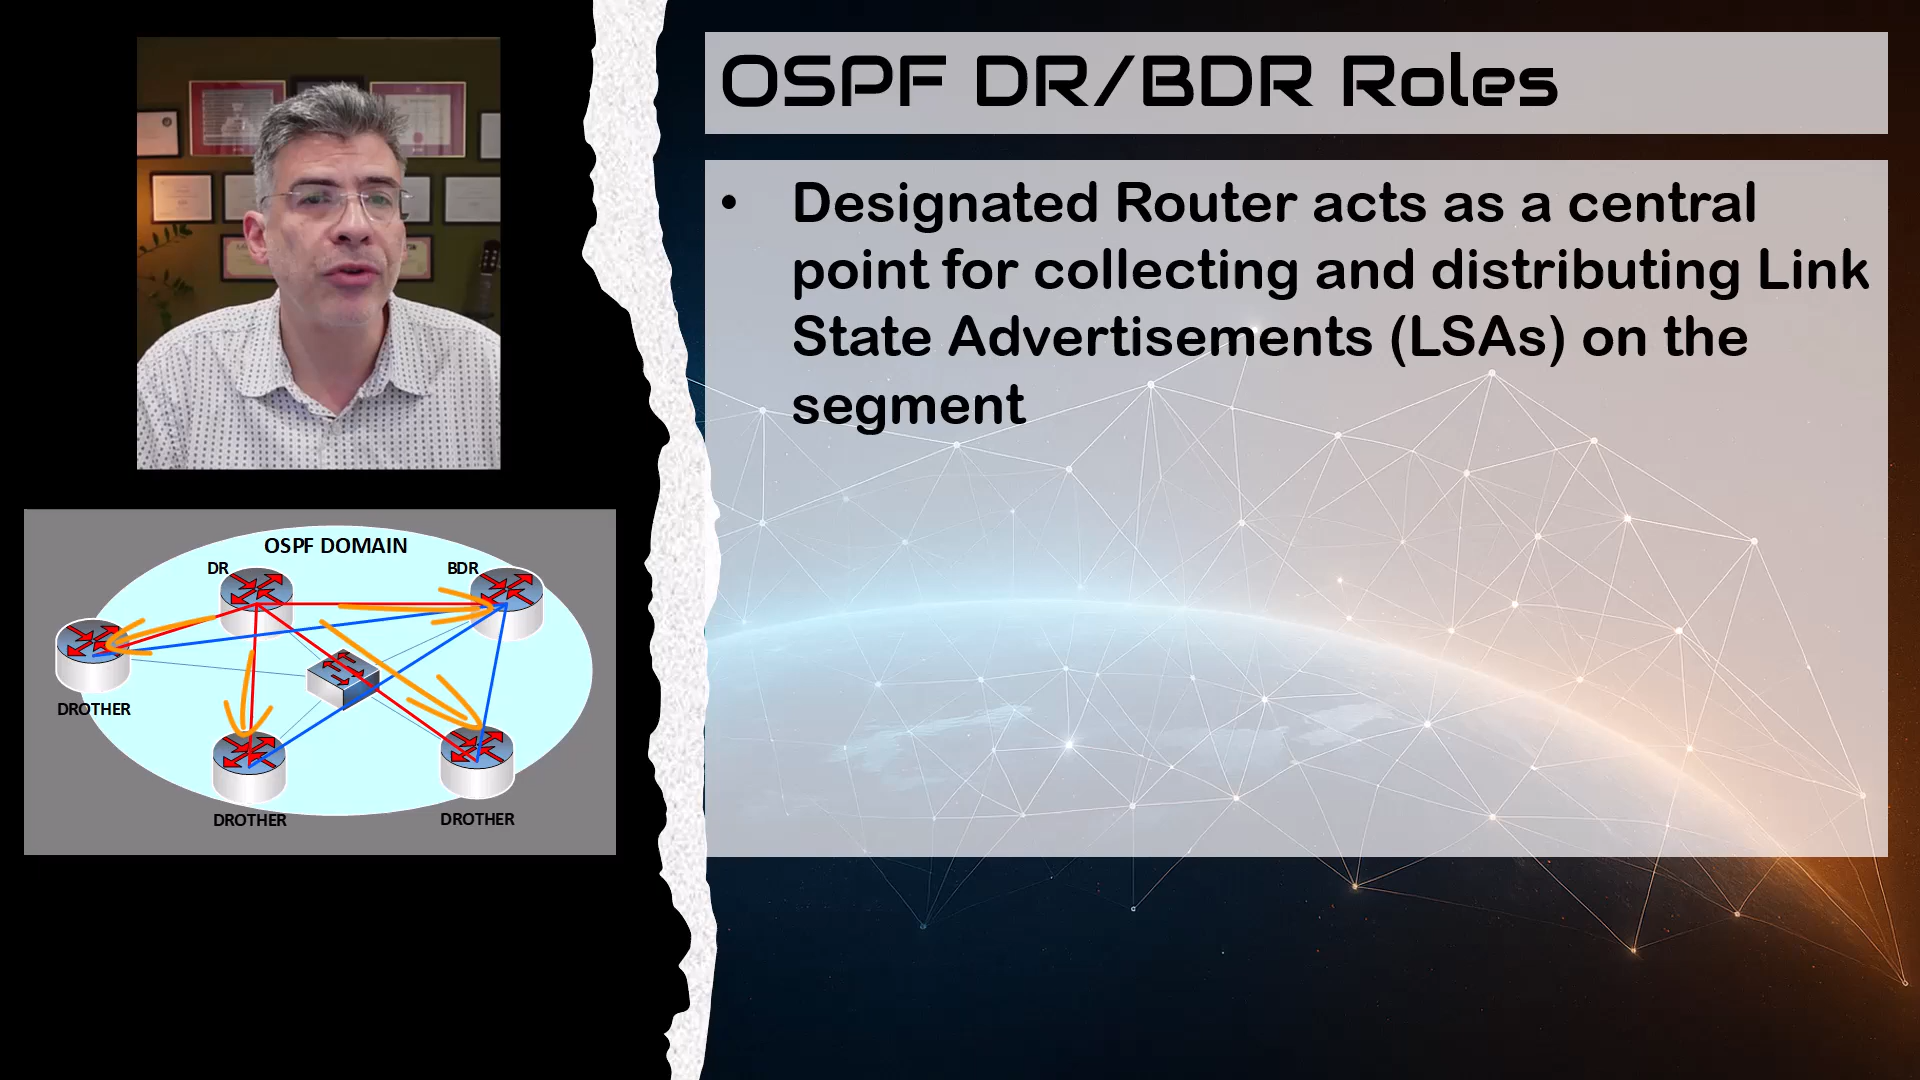 OSPF DR/BDR Roles
• Designated Router acts as a central
point for collecting and distributing Link
State Advertisements (LSAs) on the
segment
OSPF DOMAIN
DR
BDR
DROTHER
DROTHER
DROTHER